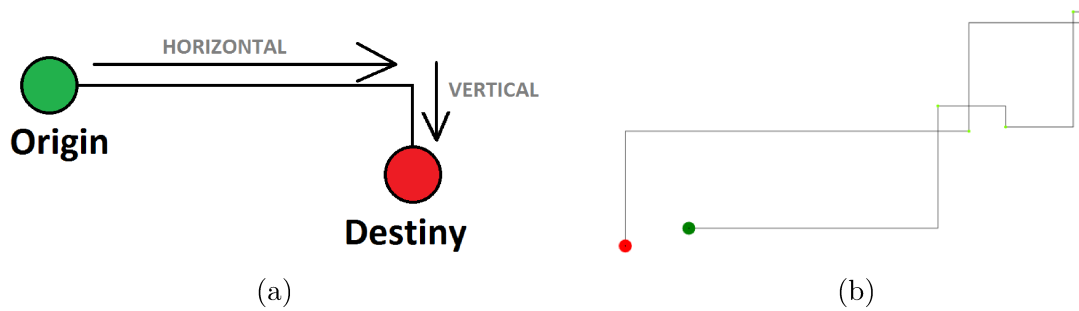 HORIZONTAL
VERTICAL
Origin
Destiny
(a)
(b)